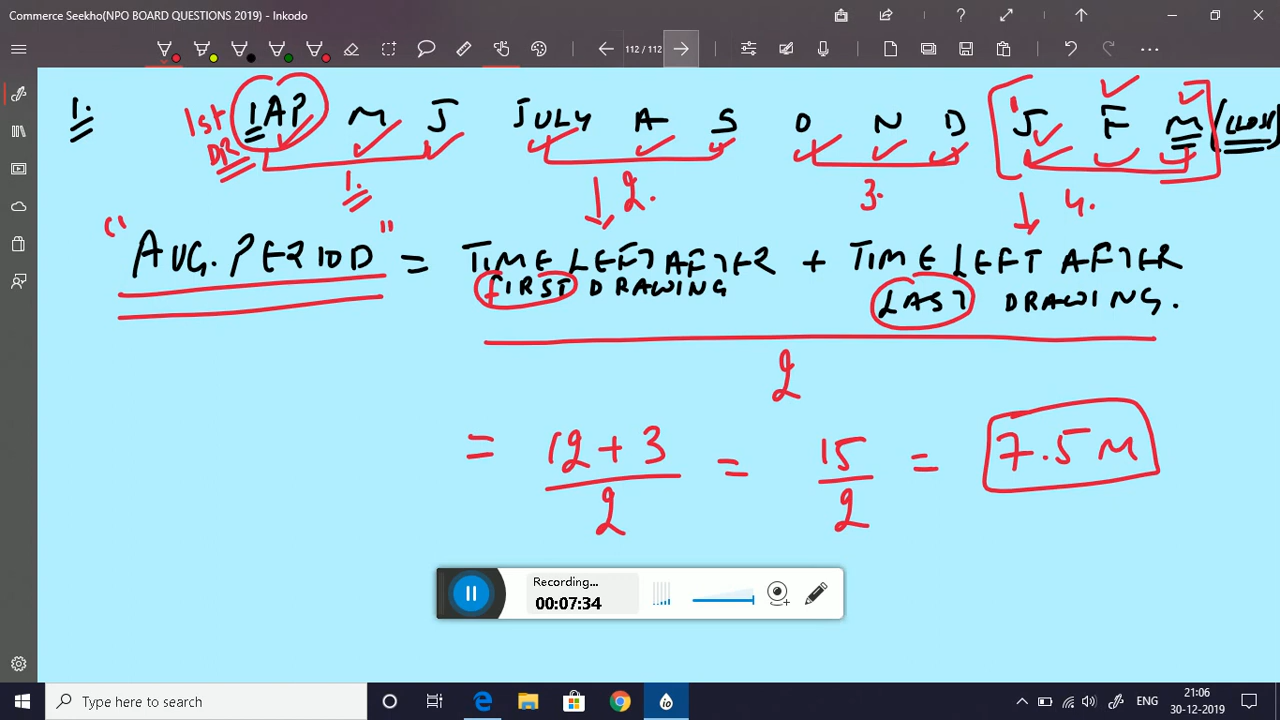 Commerce Seekho(NPO BOARD QUESTIONS 2019) - Inkodo
112 / 112
1.
1st 1AP M J JULY A S O N D J F M
DR
1. 2. 3. 4.
"AVG. PERIOD" = TIME LEFT AFTER + TIME LEFT AFTER
FIRST DRAWING LAST DRAWING.
2
= 12 + 3 = 15 = 7.5 M
2 2
Recording...
00:07:34
Type here to search
ENG
21:06
30-12-2019